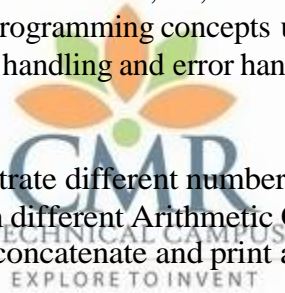 rogramming concepts u
handling and error han
CMR
trate different number
n different Arithmetic
TECHNICAL CAMPUS
concatenate and print a
EXPLORE TO INVENT